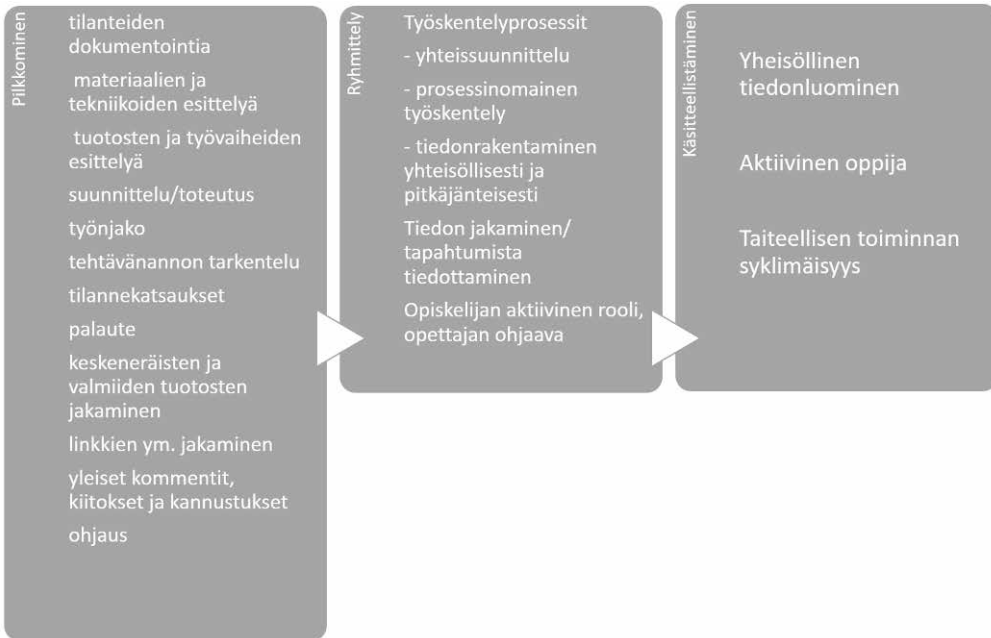 Pilkkominen
tilanteiden
dokumentointia
materiaalien ja
tekniikoiden esittelyä
tuotosten ja työvaiheiden
esittelyä
suunnittelu/toteutus
työnjako
tehtävänannon tarkentelu
tilannekatsaukset
palaute
keskeneräisten ja
valmiiden tuotosten
jakaminen
linkkien ym. jakaminen
yleiset kommentit,
kiitokset ja kannustukset
ohjaus
Ryhmittely
Työskentelyprosessit
- yhteissuunnittelu
- prosessinomainen
työskentely
- tiedonrakentaminen
yhteisöllisesti ja
pitkäjänteisesti
Tiedon jakaminen/
tapahtumista
tiedottaminen
Opiskelijan aktiivinen rooli,
opettajan ohjaava
Käsitteellistäminen
Yheisöllinen
tiedonluominen
Aktiivinen oppija
Taiteellisen toiminnan
syklimäisyys